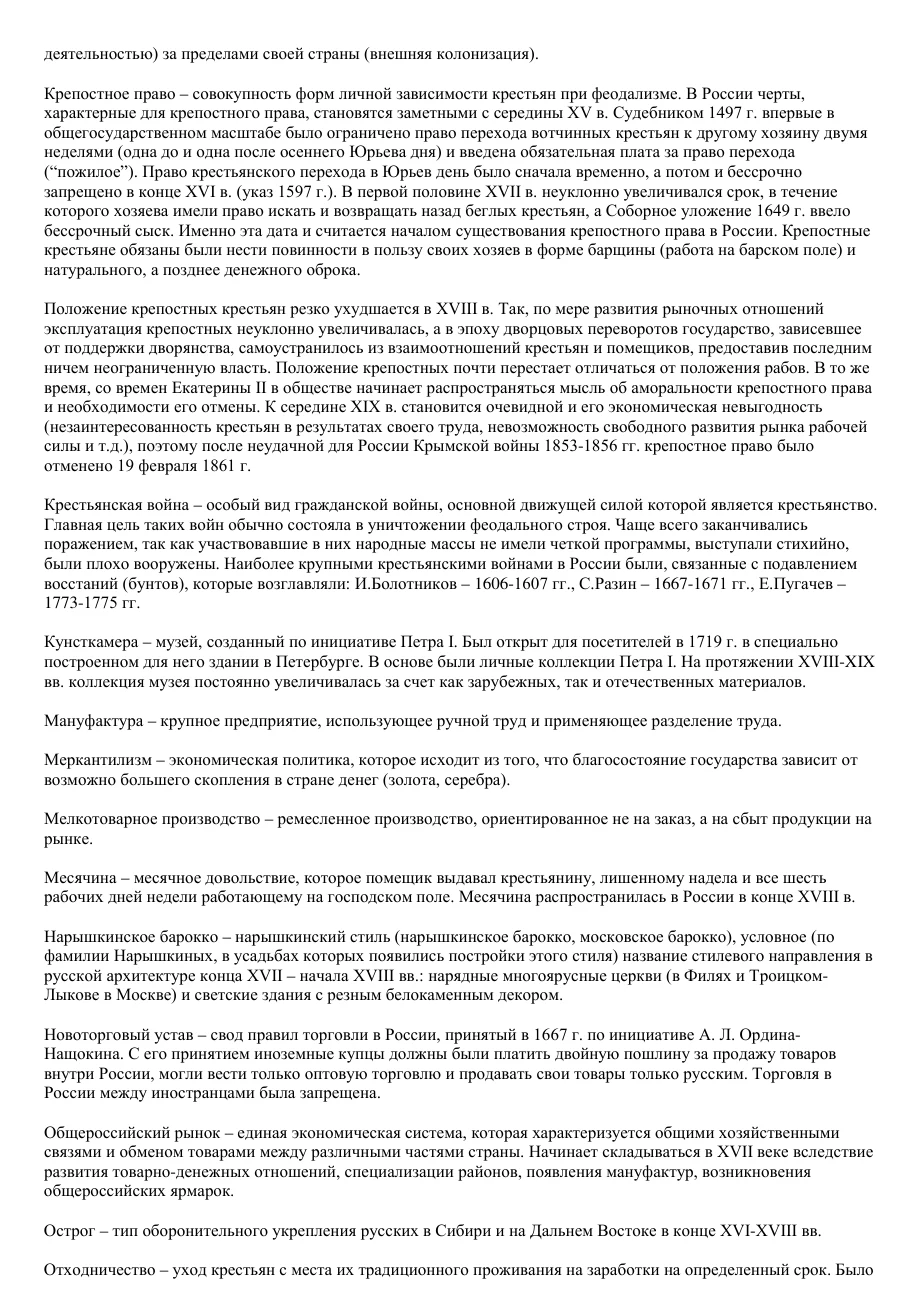 деятельностью) за пределами своей страны (внешняя колонизация).
Крепостное право – совокупность форм личной зависимости крестьян при феодализме. В России черты,
характерные для крепостного права, становятся заметными с середины XV в. Судебником 1497 г. впервые в
общегосударственном масштабе было ограничено право перехода вотчинных крестьян к другому хозяину двумя
неделями (одна до и одна после осеннего Юрьева дня) и введена обязательная плата за право перехода
(“пожилое”). Право крестьянского перехода в Юрьев день было сначала временно, а потом и бессрочно
запрещено в конце XVI в. (указ 1597 г.). В первой половине XVII в. неуклонно увеличивался срок, в течение
которого хозяева имели право искать и возвращать назад беглых крестьян, а Соборное уложение 1649 г. ввело
бессрочный сыск. Именно эта дата и считается началом существования крепостного права в России. Крепостные
крестьяне обязаны были нести повинности в пользу своих хозяев в форме барщины (работа на барском поле) и
натурального, а позднее денежного оброка.
Положение крепостных крестьян резко ухудшается в XVIII в. Так, по мере развития рыночных отношений
эксплуатация крепостных неуклонно увеличивалась, а в эпоху дворцовых переворотов государство, зависевшее
от поддержки дворянства, самоустранилось из взаимоотношений крестьян и помещиков, предоставив последним
ничем неограниченную власть. Положение крепостных почти перестает отличаться от положения рабов. В то же
время, со времен Екатерины II в обществе начинает распространяться мысль об аморальности крепостного права
и необходимости его отмены. К середине XIX в. становится очевидной и его экономическая невыгодность
(незаинтересованность крестьян в результатах своего труда, невозможность свободного развития рынка рабочей
силы и т.д.), поэтому после неудачной для России Крымской войны 1853-1856 гг. крепостное право было
отменено 19 февраля 1861 г.
Крестьянская война – особый вид гражданской войны, основной движущей силой которой является крестьянство.
Главная цель таких войн обычно состояла в уничтожении феодального строя. Чаще всего заканчивались
поражением, так как участвовавшие в них народные массы не имели четкой программы, выступали стихийно,
были плохо вооружены. Наиболее крупными крестьянскими войнами в России были, связанные с подавлением
восстаний (бунтов), которые возглавляли: И.Болотников – 1606-1607 гг., С.Разин – 1667-1671 гг., Е.Пугачев –
1773-1775 гг.
Кунсткамера – музей, созданный по инициативе Петра I. Был открыт для посетителей в 1719 г. в специально
построенном для него здании в Петербурге. В основе были личные коллекции Петра I. На протяжении XVIII-XIX
вв. коллекция музея постоянно увеличивалась за счет как зарубежных, так и отечественных материалов.
Мануфактура – крупное предприятие, использующее ручной труд и применяющее разделение труда.
Меркантилизм – экономическая политика, которое исходит из того, что благосостояние государства зависит от
возможно большего скопления в стране денег (золота, серебра).
Мелкотоварное производство – ремесленное производство, ориентированное не на заказ, а на сбыт продукции на
рынке.
Месячина – месячное довольствие, которое помещик выдавал крестьянину, лишенному надела и все шесть
рабочих дней недели работающему на господском поле. Месячина распространилась в России в конце XVIII в.
Нарышкинское барокко – нарышкинский стиль (нарышкинское барокко, московское барокко), условное (по
фамилии Нарышкиных, в усадьбах которых появились постройки этого стиля) название стилевого направления в
русской архитектуре конца XVII – начала XVIII вв.: нарядные многоярусные церкви (в Филях и Троицком-
Лыкове в Москве) и светские здания с резным белокаменным декором.
Новоторговый устав – свод правил торговли в России, принятый в 1667 г. по инициативе А. Л. Ордина-
Нащокина. С его принятием иноземные купцы должны были платить двойную пошлину за продажу товаров
внутри России, могли вести только оптовую торговлю и продавать свои товары только русским. Торговля в
России между иностранцами была запрещена.
Общероссийский рынок – единая экономическая система, которая характеризуется общими хозяйственными
связями и обменом товарами между различными частями страны. Начинает складываться в XVII веке вследствие
развития товарно-денежных отношений, специализации районов, появления мануфактур, возникновения
общероссийских ярмарок.
Острог – тип оборонительного укрепления русских в Сибири и на Дальнем Востоке в конце XVI-XVIII вв.
Отходничество – уход крестьян с места их традиционного проживания на заработки на определенный срок. Было